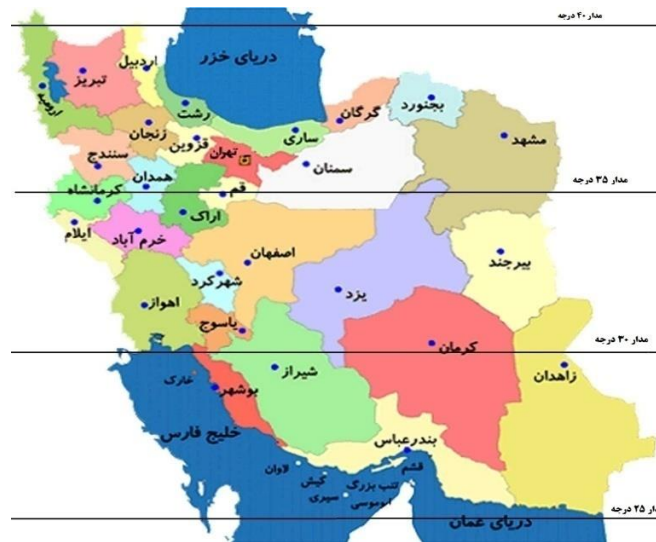 مدار ۴۰ درجه
دریای خزر
اردبیل
تبریز
ارومیه
بجنورد
گرگان
رشت
مشهد
زنجان
ساری
قزوین
تهران
سنندج
سمنان
همدان
کرمانشاه
مدار ۳۵ درجه
قم
اراک
ایلام
خرم آباد
اصفهان
بیرجند
شهرکرد
یزد
اهواز
یاسوج
مدار ۳۰ درجه
کرمان
شیراز
زاهدان
خارک
بوشهر
خلیج فارس
بندرعباس
لاوان
قشم
کیش
تنب بزرگ
سیری
ابوموسی
دار ۲۵ درجه
دریای عمان